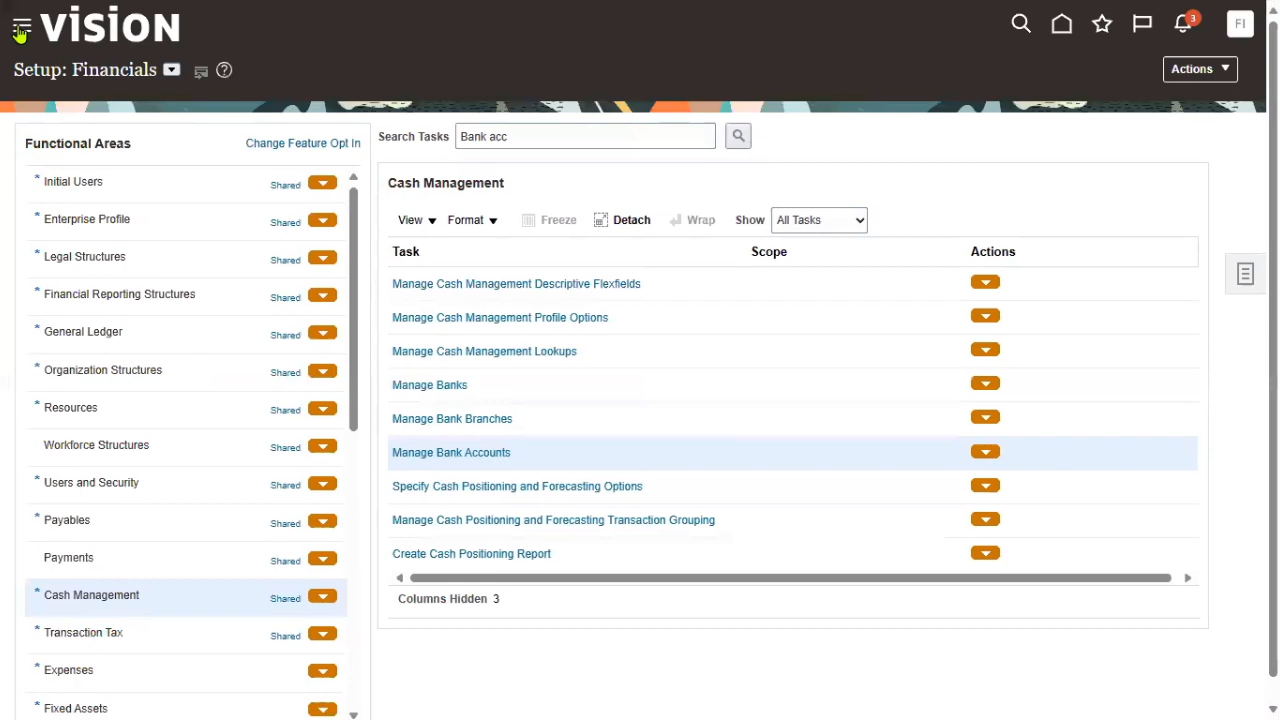 vision
3
FI
Setup: Financials
Actions
Functional Areas
Change Feature Opt In
* Initial Users Shared
* Enterprise Profile Shared
* Legal Structures Shared
* Financial Reporting Structures Shared
* General Ledger Shared
* Organization Structures Shared
* Resources Shared
Workforce Structures Shared
* Users and Security Shared
* Payables Shared
Payments Shared
* Cash Management Shared
* Transaction Tax Shared
* Expenses
* Fixed Assets
Search Tasks Bank acc
Cash Management
View Format Freeze Detach Wrap Show All Tasks
Task Scope Actions
Manage Cash Management Descriptive Flexfields
Manage Cash Management Profile Options
Manage Cash Management Lookups
Manage Banks
Manage Bank Branches
Manage Bank Accounts
Specify Cash Positioning and Forecasting Options
Manage Cash Positioning and Forecasting Transaction Grouping
Create Cash Positioning Report
Columns Hidden 3